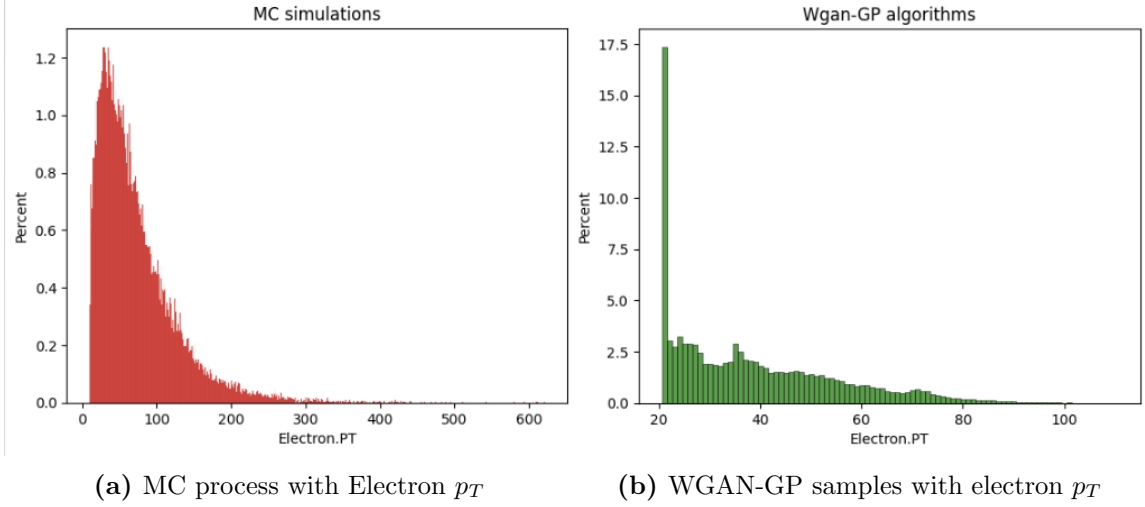 MC simulations
1.2
1.0
0.8
0.6
0.4
0.2
0.0
Percent
0 100 200 300 400 500 600
Electron.PT
Wgan-GP algorithms
17.5
15.0
12.5
10.0
7.5
5.0
2.5
0.0
Percent
20 40 60 80 100
Electron.PT
(a) MC process with Electron p_T
(b) WGAN-GP samples with electron p_T